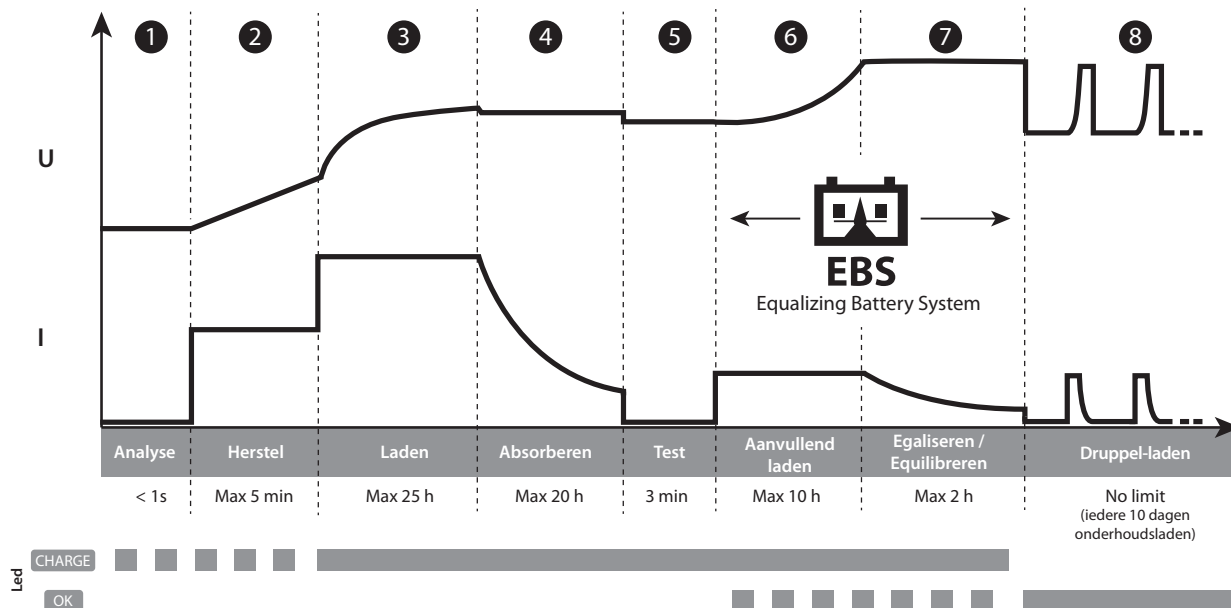 1 2 3 4 5 6 7 8
U
EBS
Equalizing Battery System
I
Analyse Herstel Laden Absorberen Test Aanvullend laden Egaliseren / Equilibreren Druppel-laden
< 1s Max 5 min Max 25 h Max 20 h 3 min Max 10 h Max 2 h No limit
(iedere 10 dagen
onderhoudsladen)
Led
CHARGE
OK